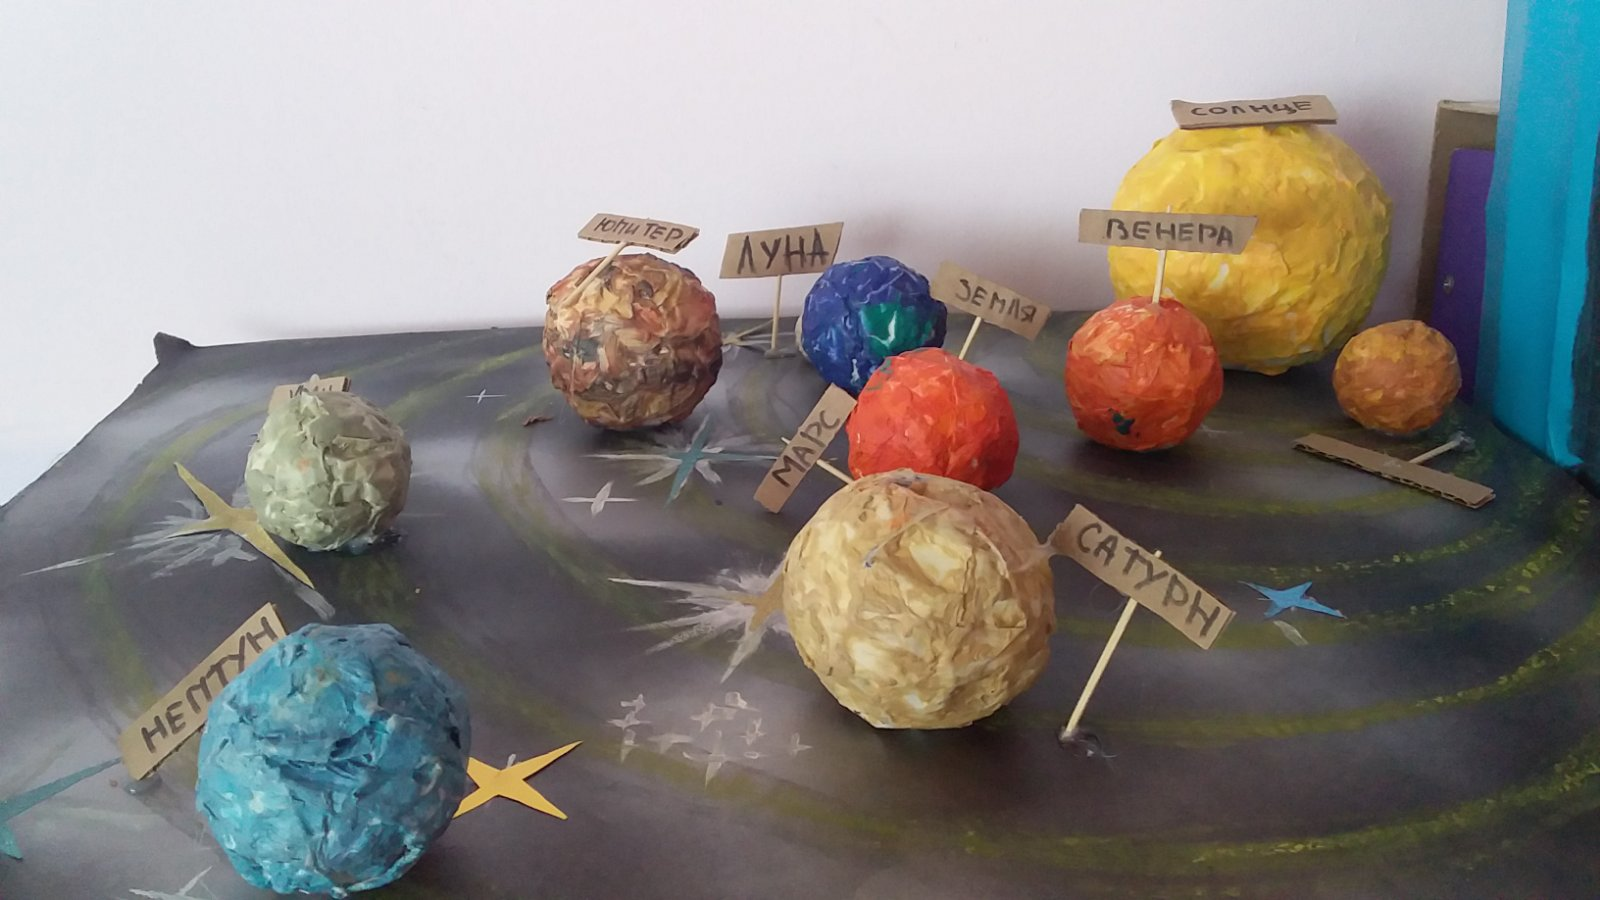 СОЛНЦЕ
ЮПИТЕР
ЛУНА
ВЕНЕРА
ЗЕМЛЯ
МАРС
САТУРН
НЕПТУН